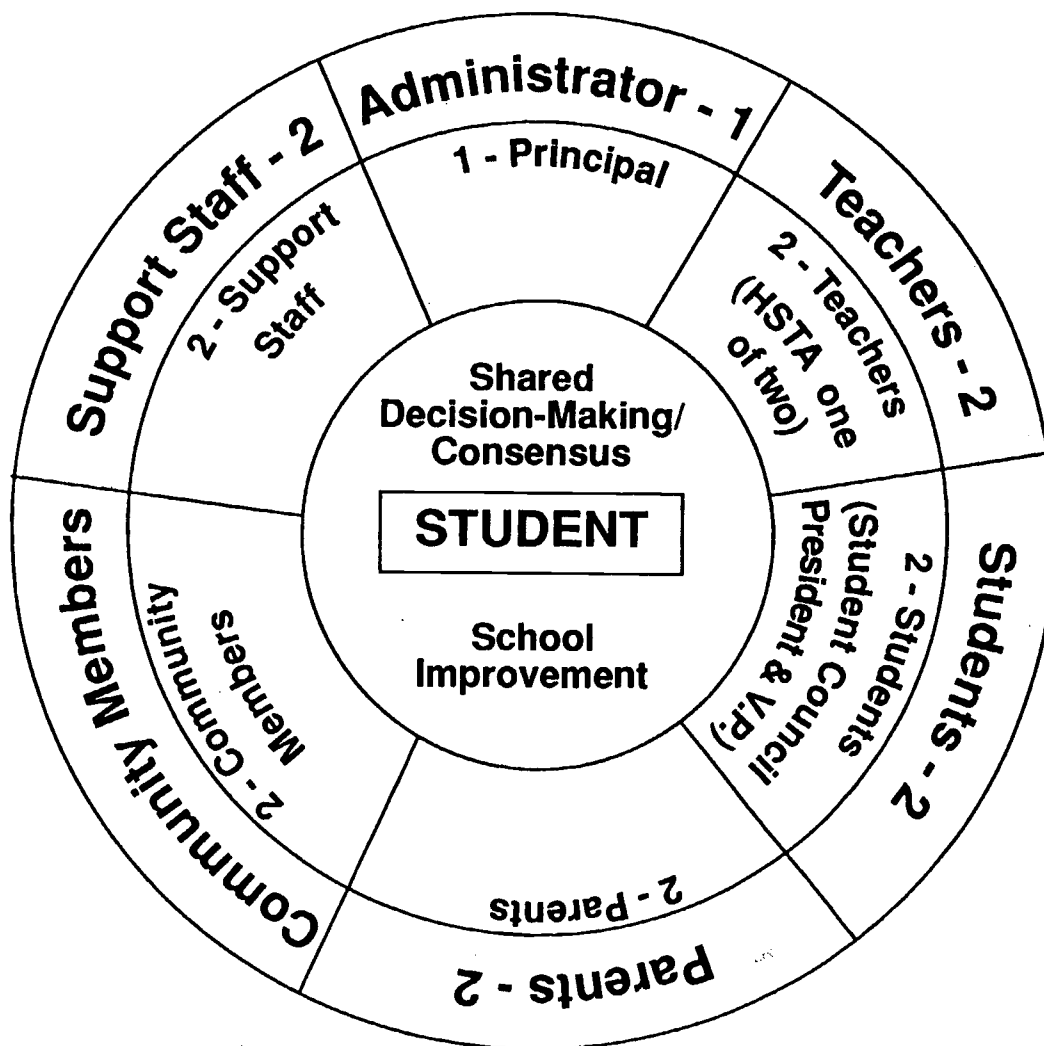 Administrator - 1
1 - Principal
Teachers - 2
2 - Teachers
(HSTA one
of two)
Students - 2
2 - Students
(Student Council
President & V.P.)
Parents - 2
2 - Parents
Community Members
2 - Community
Members
Support Staff - 2
2 - Support
Staff
Shared
Decision-Making/
Consensus
STUDENT
School
Improvement